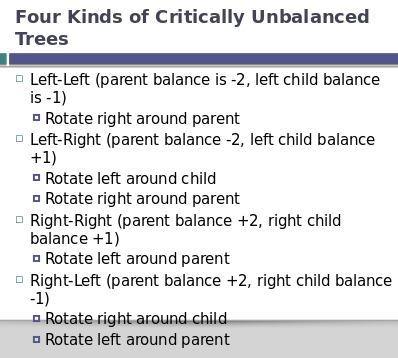 Four Kinds of Critically Unbalanced
Trees
Left-Left (parent balance is -2, left child balance
is -1)
Rotate right around parent
Left-Right (parent balance -2, left child balance
+1)
Rotate left around child
Rotate right around parent
Right-Right (parent balance +2, right child
balance +1)
Rotate left around parent
Right-Left (parent balance +2, right child balance
-1)
Rotate right around child
Rotate left around parent